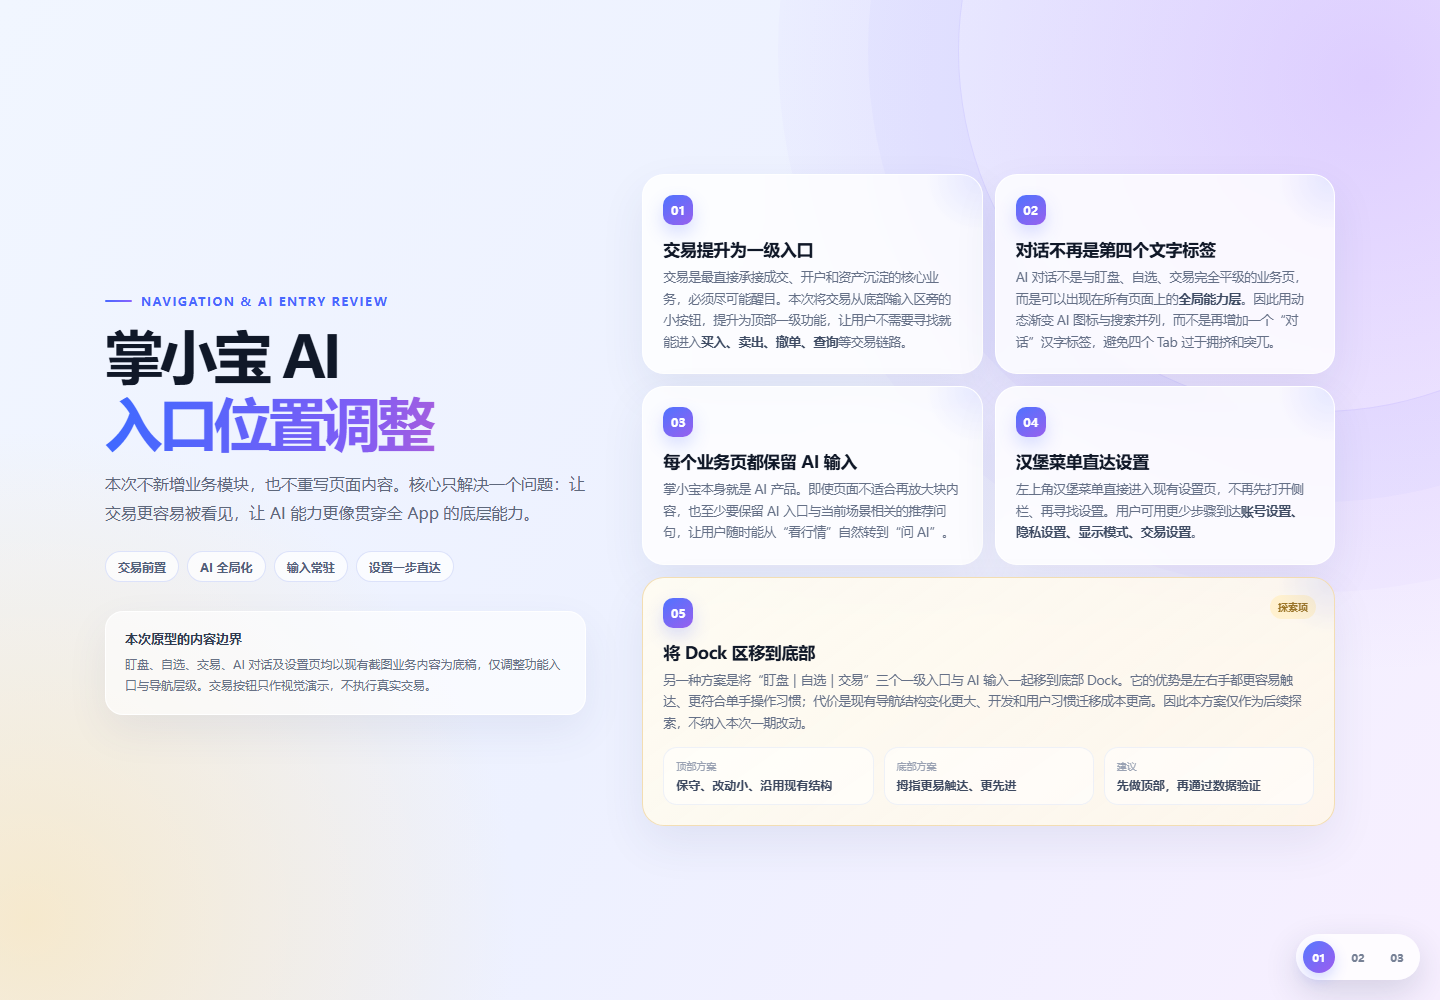 NAVIGATION & AI ENTRY REVIEW
掌小宝 AI
入口位置调整
本次不新增业务模块，也不重写页面内容。核心只解决一个问题：让
交易更容易被看见，让 AI 能力更像贯穿全 App 的底层能力。
交易前置
AI 全局化
输入常驻
设置一步直达
本次原型的内容边界
盯盘、自选、交易、AI 对话及设置页均以现有截图业务内容为底稿，仅调整功能入
口与导航层级。交易按钮只作视觉演示，不执行真实交易。
01
交易提升为一级入口
交易是最直接承接成交、开户和资产沉淀的核心业
务，必须尽可能醒目。本次将交易从底部输入区旁的
小按钮，提升为顶部一级功能，让用户不需要寻找就
能进入买入、卖出、撤单、查询等交易链路。
02
对话不再是第四个文字标签
AI 对话不是与盯盘、自选、交易完全平级的业务页，
而是可以出现在所有页面上的全局能力层。因此用动
态渐变 AI 图标与搜索并列，而不是再增加一个“对
话”汉字标签，避免四个 Tab 过于拥挤和突兀。
03
每个业务页都保留 AI 输入
掌小宝本身就是 AI 产品。即使页面不适合再放大块内
容，也至少要保留 AI 入口与当前场景相关的推荐问
句，让用户随时能从“看行情”自然转到“问 AI”。
04
汉堡菜单直达设置
左上角汉堡菜单直接进入现有设置页，不再先打开侧
栏、再寻找设置。用户可用更少步骤到达账号设置、
隐私设置、显示模式、交易设置。
05
探索项
将 Dock 区移到底部
另一种方案是将“盯盘 | 自选 | 交易”三个一级入口与 AI 输入一起移到底部 Dock。它的优势是左右手都更容易触
达、更符合单手操作习惯；代价是现有导航结构变化更大、开发和用户习惯迁移成本更高。因此本方案仅作为后续探
索，不纳入本次一期改动。
顶部方案
保守、改动小、沿用现有结构
底部方案
拇指更易触达、更先进
建议
先做顶部，再通过数据验证
01
02
03